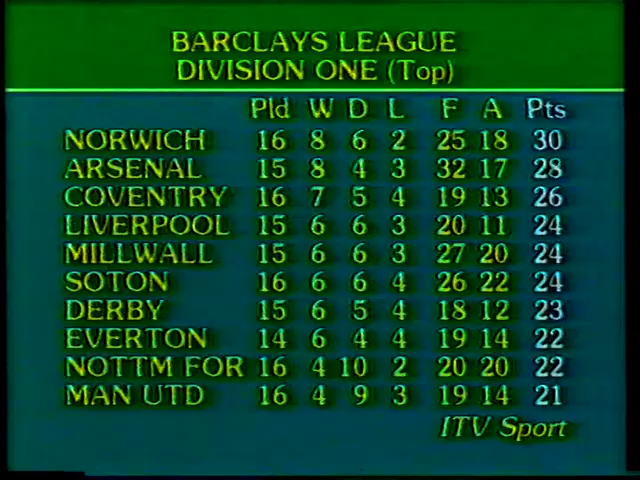 BARCLAYS LEAGUE
DIVISION ONE (Top)
Pld W D L F A Pts
NORWICH 16 8 6 2 25 18 30
ARSENAL 15 8 4 3 32 17 28
COVENTRY 16 7 5 4 19 13 26
LIVERPOOL 15 6 6 3 20 11 24
MILLWALL 15 6 6 3 27 20 24
SOTON 16 6 6 4 26 22 24
DERBY 15 6 5 4 18 12 23
EVERTON 14 6 4 4 19 14 22
NOTTM FOR 16 4 10 2 20 20 22
MAN UTD 16 4 9 3 19 14 21
ITV Sport